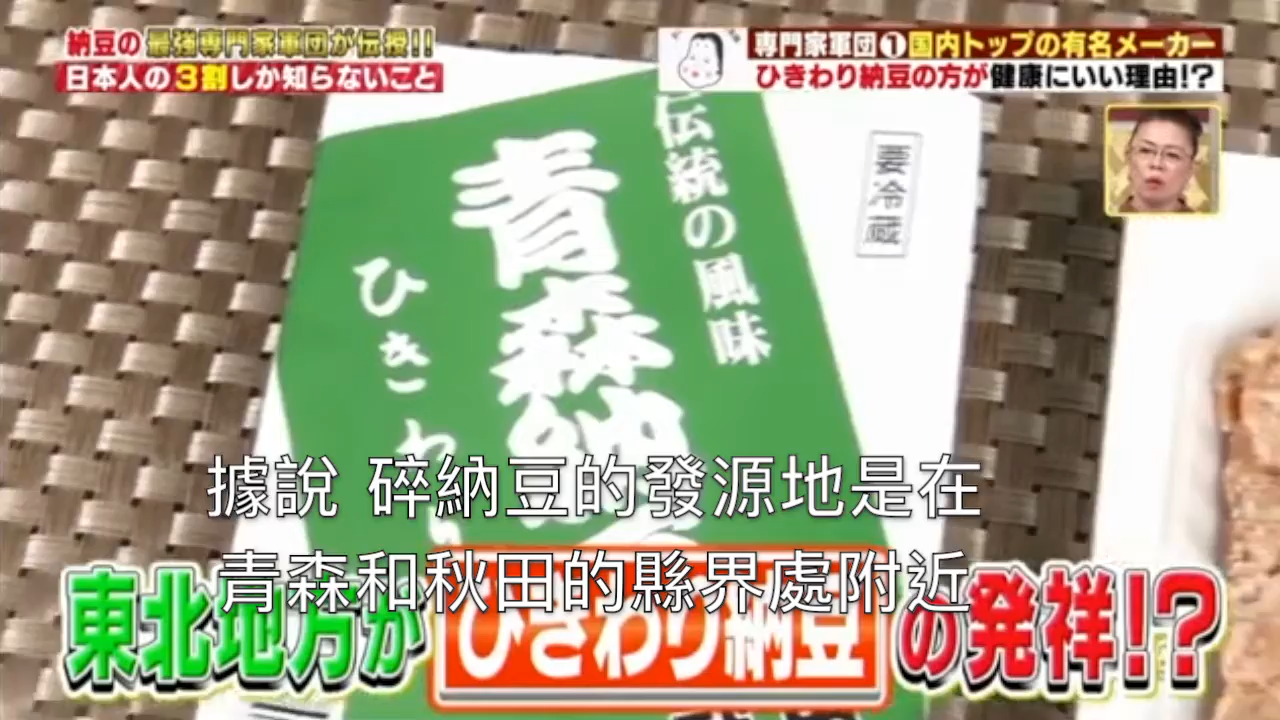 納豆の最強専門家軍団が伝授!!
日本人の3割しか知らないこと
専門家軍団①国内トップの有名メーカー
ひきわり納豆の方が健康にいい理由!?
要冷蔵
伝統の風味
青森納
ひきわり
據說 碎納豆的發源地是在
青森和秋田的縣界處附近
東北地方が ひきわり納豆 の発祥!?